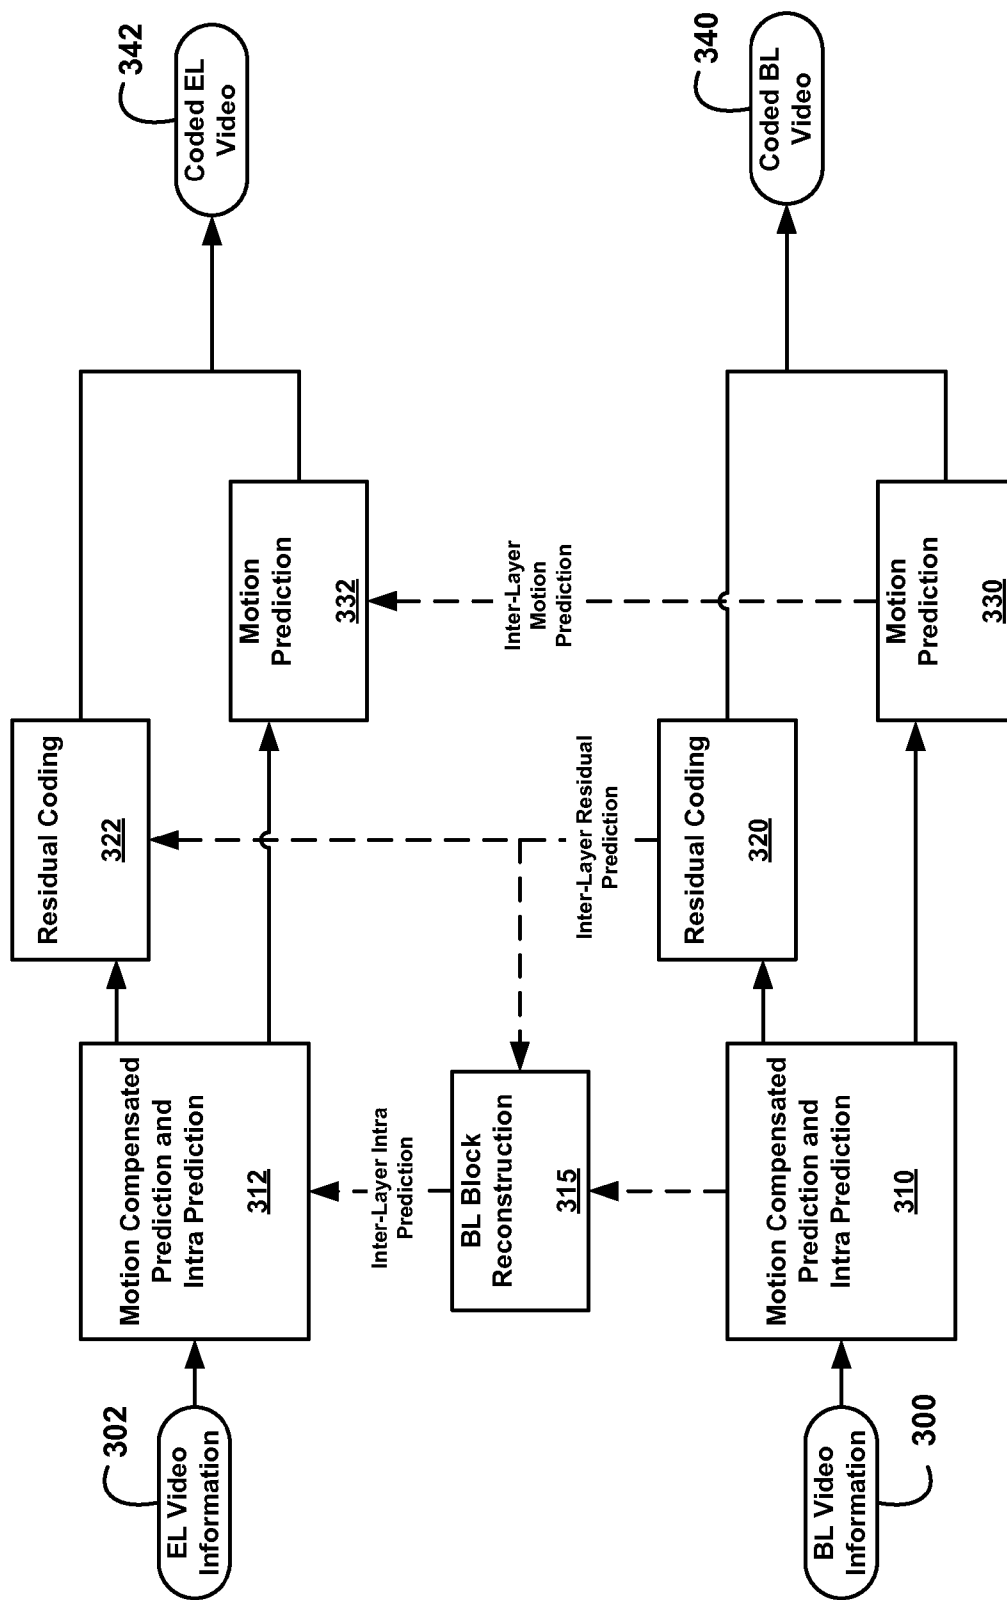 302
EL Video
Information
Motion Compensated
Prediction and
Intra Prediction
312
Residual Coding
322
Motion
Prediction
332
342
Coded EL
Video
Inter-Layer Intra
Prediction
BL Block
Reconstruction
315
Inter-Layer Residual
Prediction
Inter-Layer
Motion
Prediction
BL Video
Information
300
Motion Compensated
Prediction and
Intra Prediction
310
Residual Coding
320
Motion
Prediction
330
340
Coded BL
Video